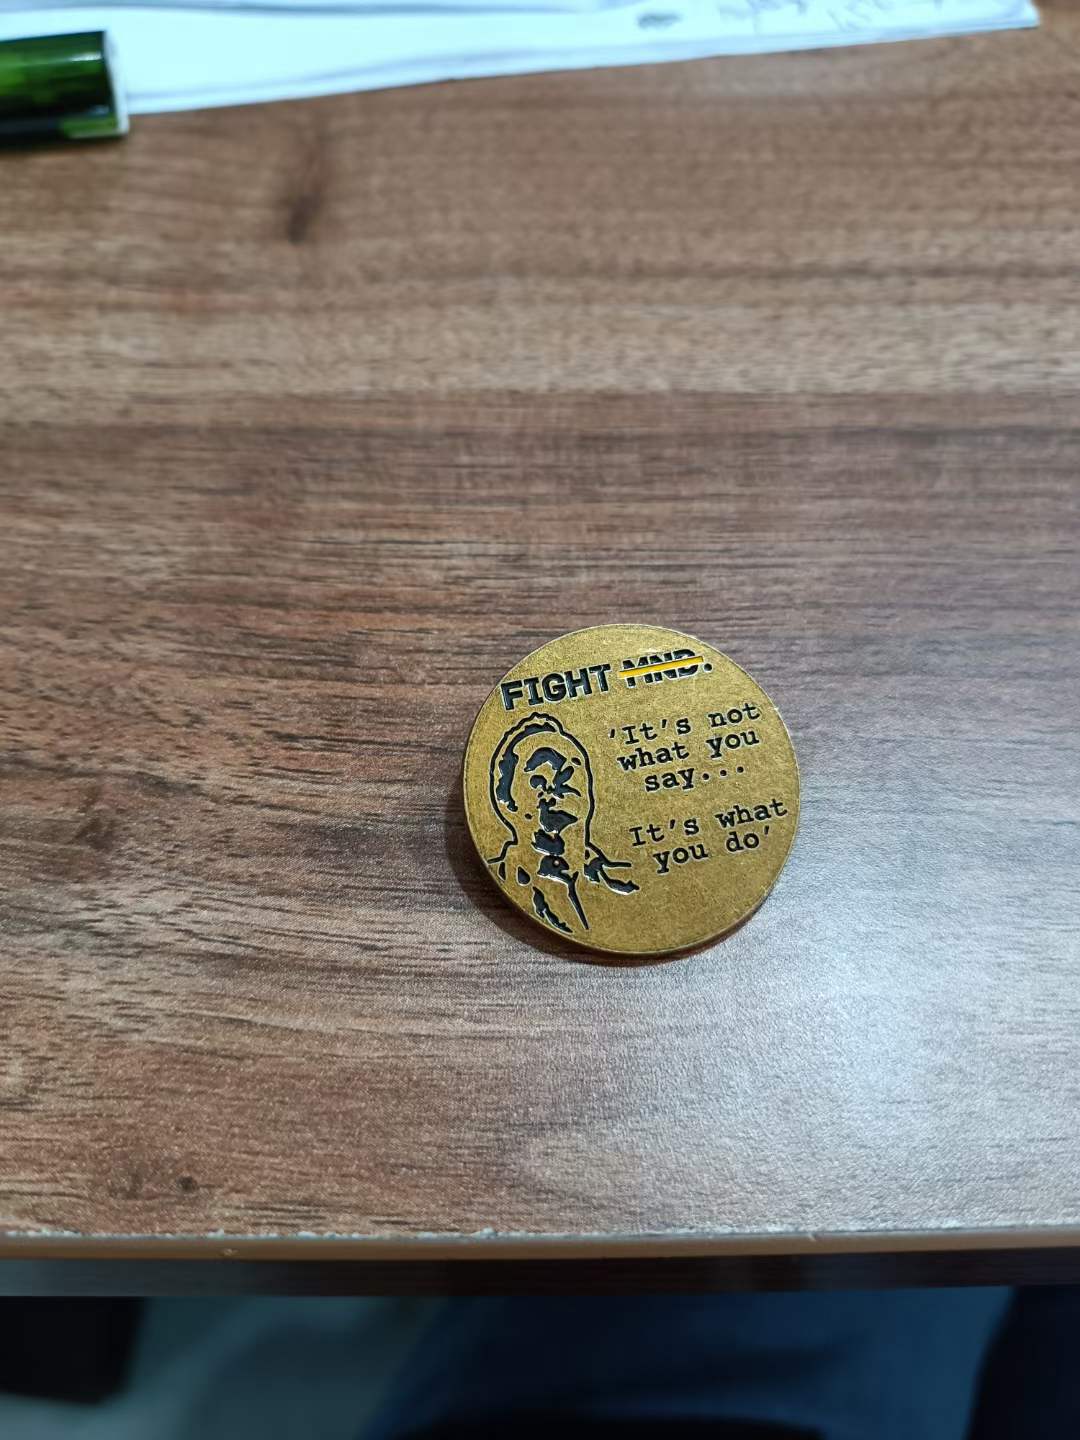 FIGHT MND.
'It's not
what you
say...
It's what
you do'